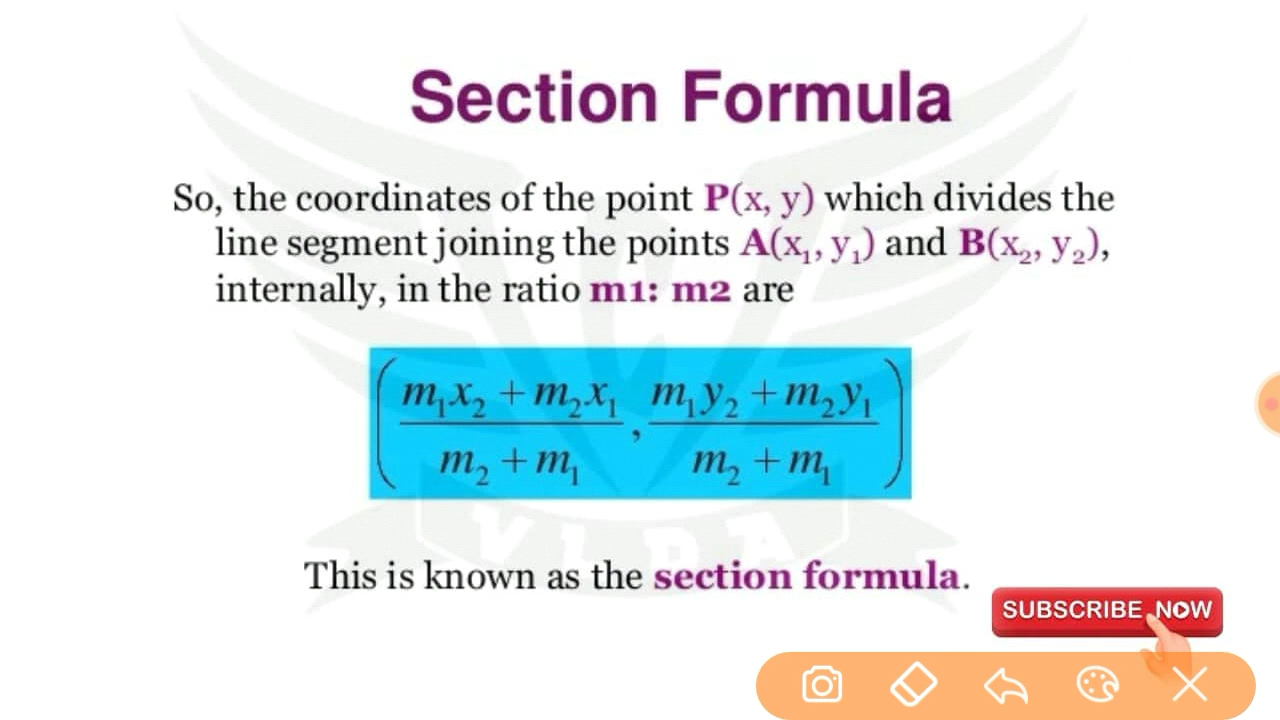 Section Formula
So, the coordinates of the point P(x, y) which divides the
line segment joining the points A(x₁, y₁) and B(x₂, y₂),
internally, in the ratio m1: m2 are
(m₁x₂ + m₂x₁ / m₂ + m₁ , m₁y₂ + m₂y₁ / m₂ + m₁)
VIDA
This is known as the section formula.
SUBSCRIBE NOW